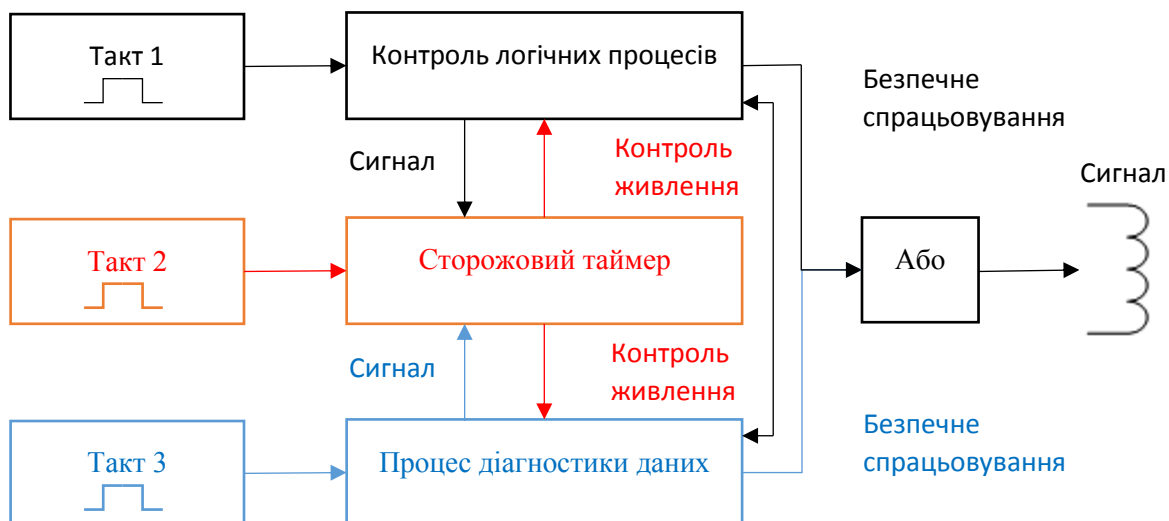 Такт 1
Контроль логічних процесів
Безпечне
спрацьовування
Сигнал
Контроль
живлення
Сигнал
Такт 2
Сторожовий таймер
Або
Сигнал
Контроль
живлення
Такт 3
Процес діагностики даних
Безпечне
спрацьовування